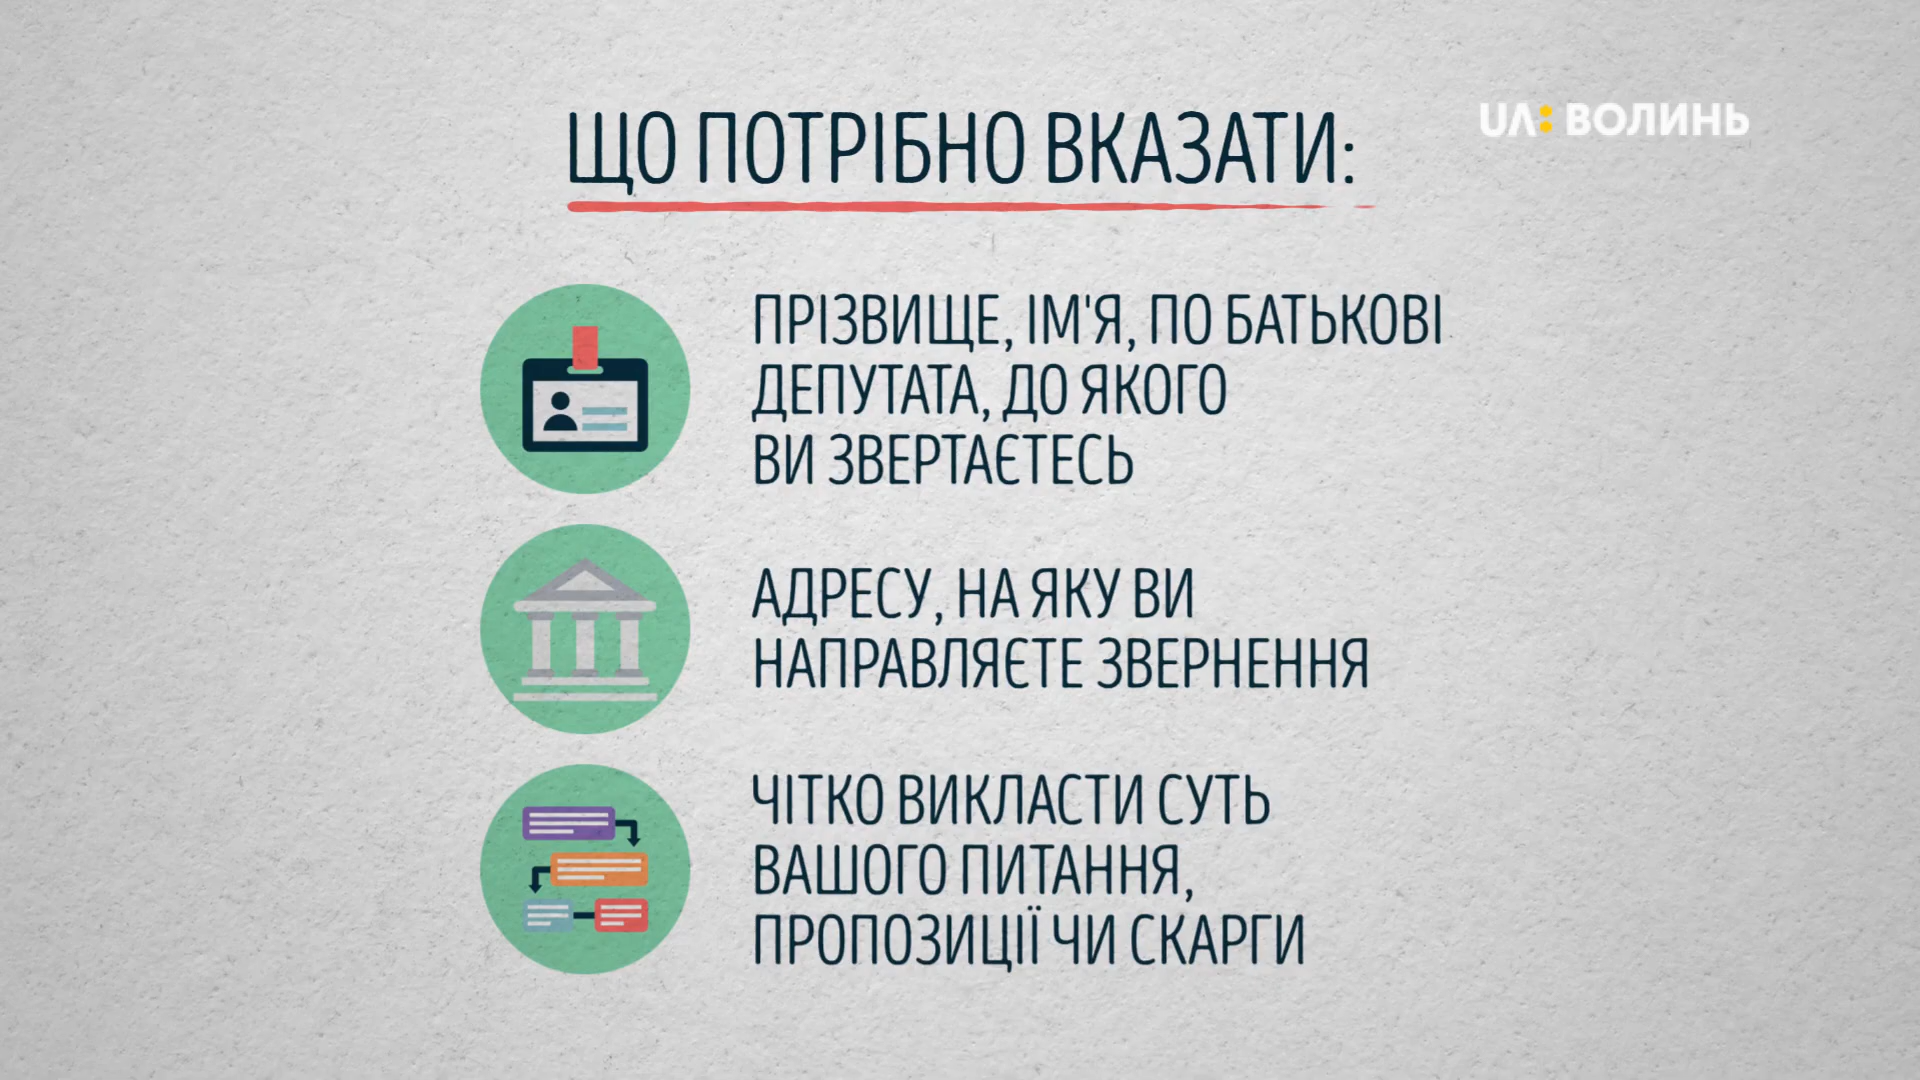 ЩО ПОТРІБНО ВКАЗАТИ:
UA: ВОЛИНЬ
ПРІЗВИЩЕ, ІМ'Я, ПО БАТЬКОВІ
ДЕПУТАТА, ДО ЯКОГО
ВИ ЗВЕРТАЄТЕСЬ
АДРЕСУ, НА ЯКУ ВИ
НАПРАВЛЯЄТЕ ЗВЕРНЕННЯ
ЧІТКО ВИКЛАСТИ СУТЬ
ВАШОГО ПИТАННЯ,
ПРОПОЗИЦІЇ ЧИ СКАРГИ